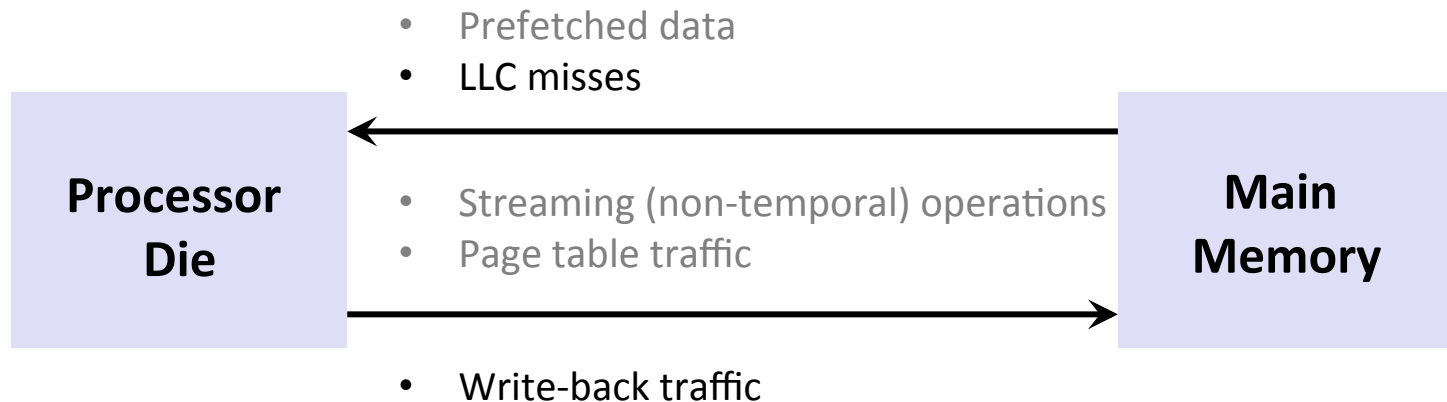 • Prefetched data
• LLC misses
Processor
Die
• Streaming (non-temporal) operations
• Page table traffic
Main
Memory
• Write-back traffic